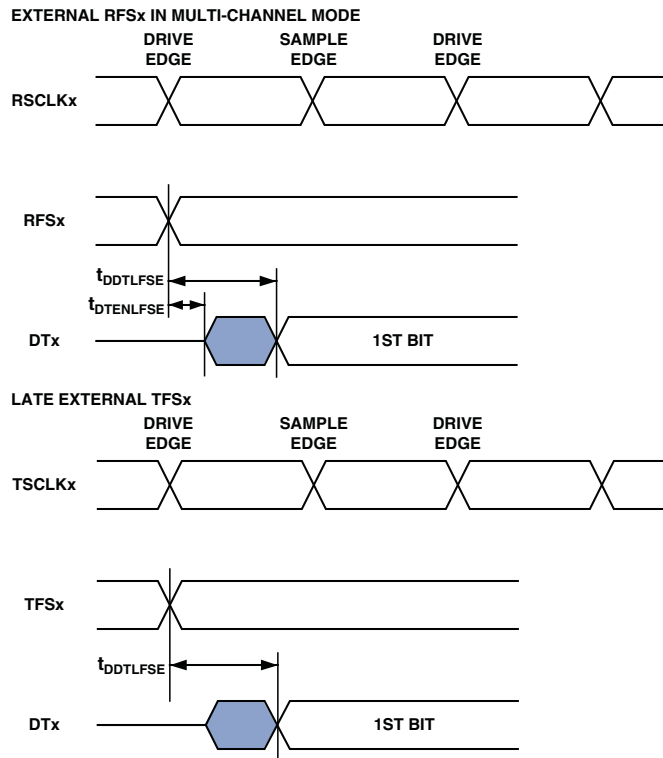 EXTERNAL RFSx IN MULTI-CHANNEL MODE
DRIVE EDGE
SAMPLE EDGE
DRIVE EDGE
RSCLKx
RFSx
tDDTLFSE
tDTENLFSE
DTx
1ST BIT
LATE EXTERNAL TFSx
DRIVE EDGE
SAMPLE EDGE
DRIVE EDGE
TSCLKx
TFSx
tDDTLFSE
DTx
1ST BIT